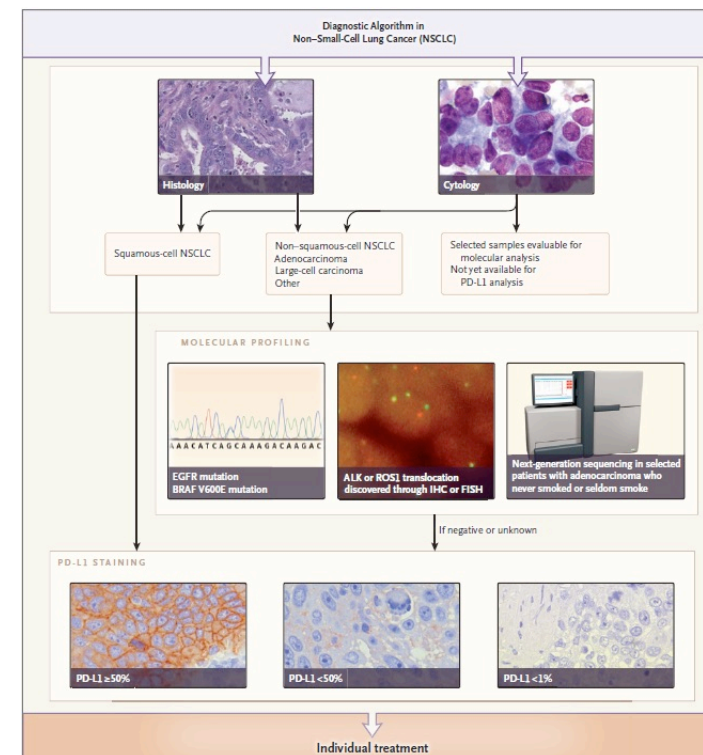 Diagnostic Algorithm in
Non–Small-Cell Lung Cancer (NSCLC)
Histology
Cytology
Squamous-cell NSCLC
Non–squamous-cell NSCLC
Adenocarcinoma
Large-cell carcinoma
Other
Selected samples evaluable for
molecular analysis
Not yet available for
PD-L1 analysis
MOLECULAR PROFILING
AACATCAGCAAAGACAAGAC
EGFR mutation
BRAF V600E mutation
ALK or ROS1 translocation
discovered through IHC or FISH
Next-generation sequencing in selected
patients with adenocarcinoma who
never smoked or seldom smoke
If negative or unknown
PD-L1 STAINING
PD-L1 ≥50%
PD-L1 <50%
PD-L1 <1%
Individual treatment